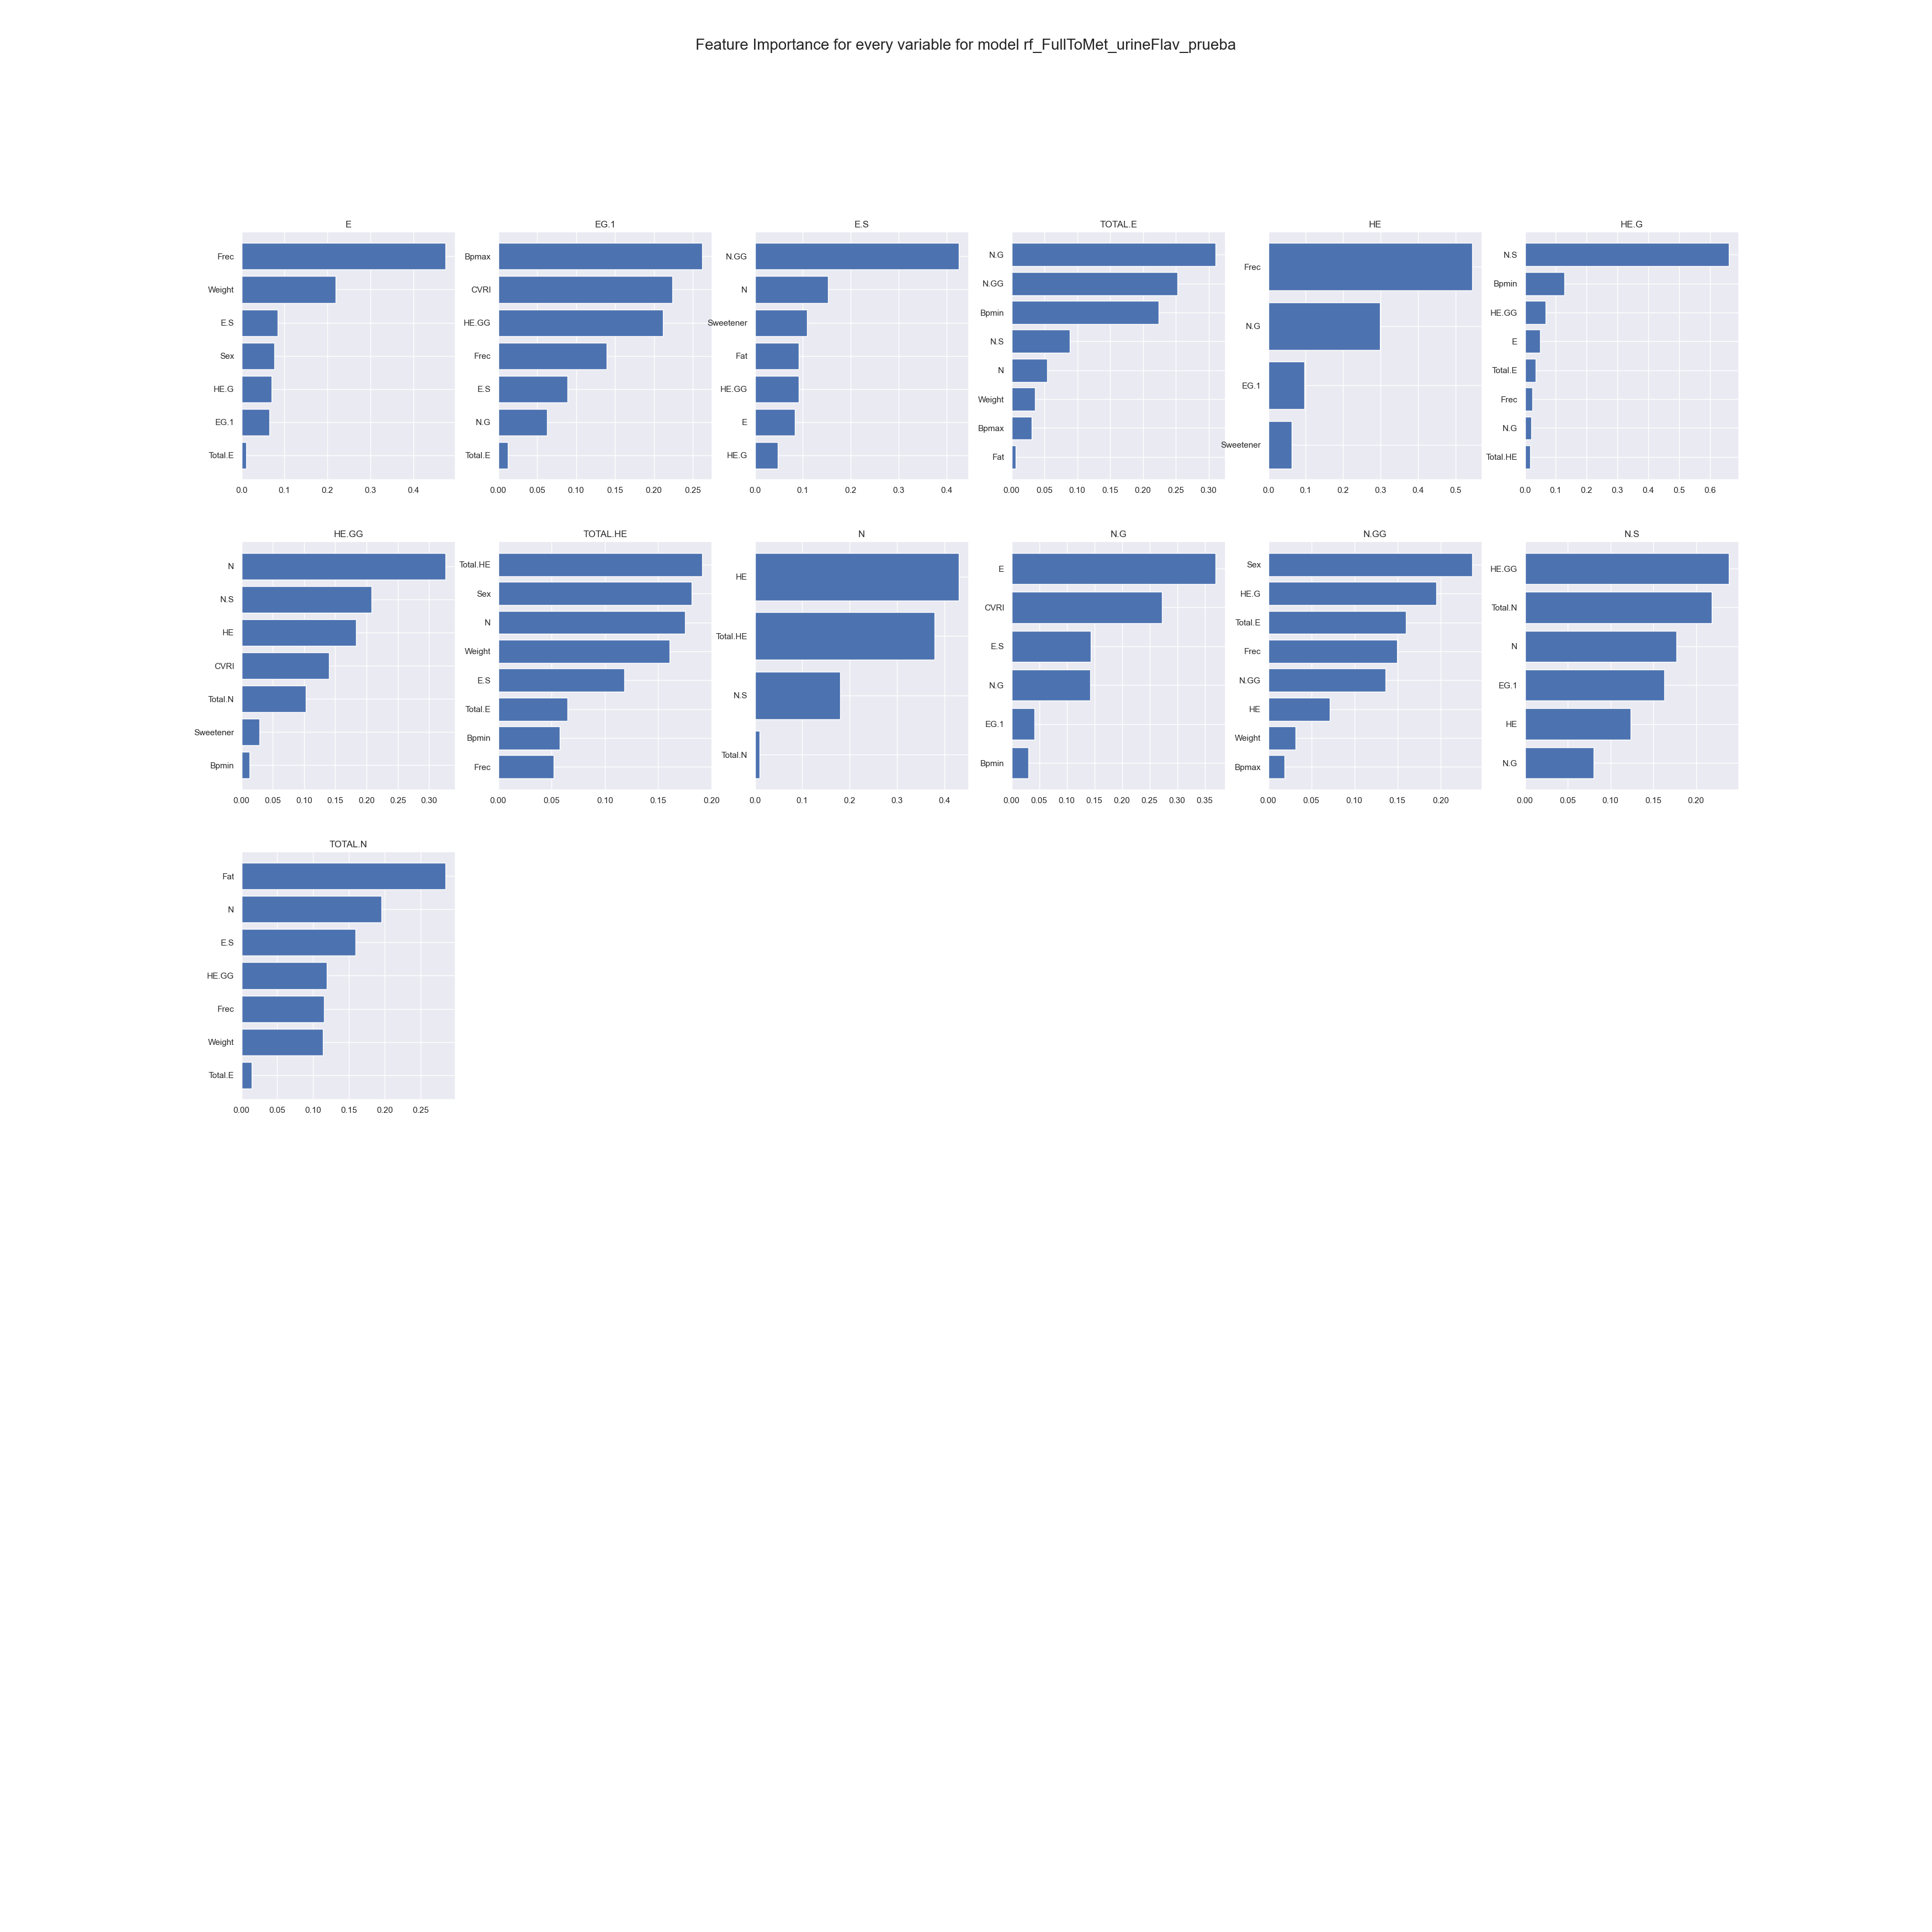 Feature Importance for every variable for model rf_FullToMet_urineFlav_prueba
E
Frec
Weight
E.S
Sex
HE.G
EG.1
Total.E
0.0 0.1 0.2 0.3 0.4
EG.1
Bpmax
CVRI
HE.GG
Frec
E.S
N.G
Total.E
0.00 0.05 0.10 0.15 0.20 0.25
E.S
N.GG
N
Sweetener
Fat
HE.GG
E
HE.G
0.0 0.1 0.2 0.3 0.4
TOTAL.E
N.G
N.GG
Bpmin
N.S
N
Weight
Bpmax
Fat
0.00 0.05 0.10 0.15 0.20 0.25 0.30
HE
Frec
N.G
EG.1
Sweetener
0.0 0.1 0.2 0.3 0.4 0.5
HE.G
N.S
Bpmin
HE.GG
E
Total.E
Frec
N.G
Total.HE
0.0 0.1 0.2 0.3 0.4 0.5 0.6
HE.GG
N
N.S
HE
CVRI
Total.N
Sweetener
Bpmin
0.00 0.05 0.10 0.15 0.20 0.25 0.30
TOTAL.HE
Total.HE
Sex
N
Weight
E.S
Total.E
Bpmin
Frec
0.00 0.05 0.10 0.15 0.20
N
HE
Total.HE
N.S
Total.N
0.0 0.1 0.2 0.3 0.4
N.G
E
CVRI
E.S
N.G
EG.1
Bpmin
0.00 0.05 0.10 0.15 0.20 0.25 0.30 0.35
N.GG
Sex
HE.G
Total.E
Frec
N.GG
HE
Weight
Bpmax
0.00 0.05 0.10 0.15 0.20
N.S
HE.GG
Total.N
N
EG.1
HE
N.G
0.00 0.05 0.10 0.15 0.20
TOTAL.N
Fat
N
E.S
HE.GG
Frec
Weight
Total.E
0.00 0.05 0.10 0.15 0.20 0.25